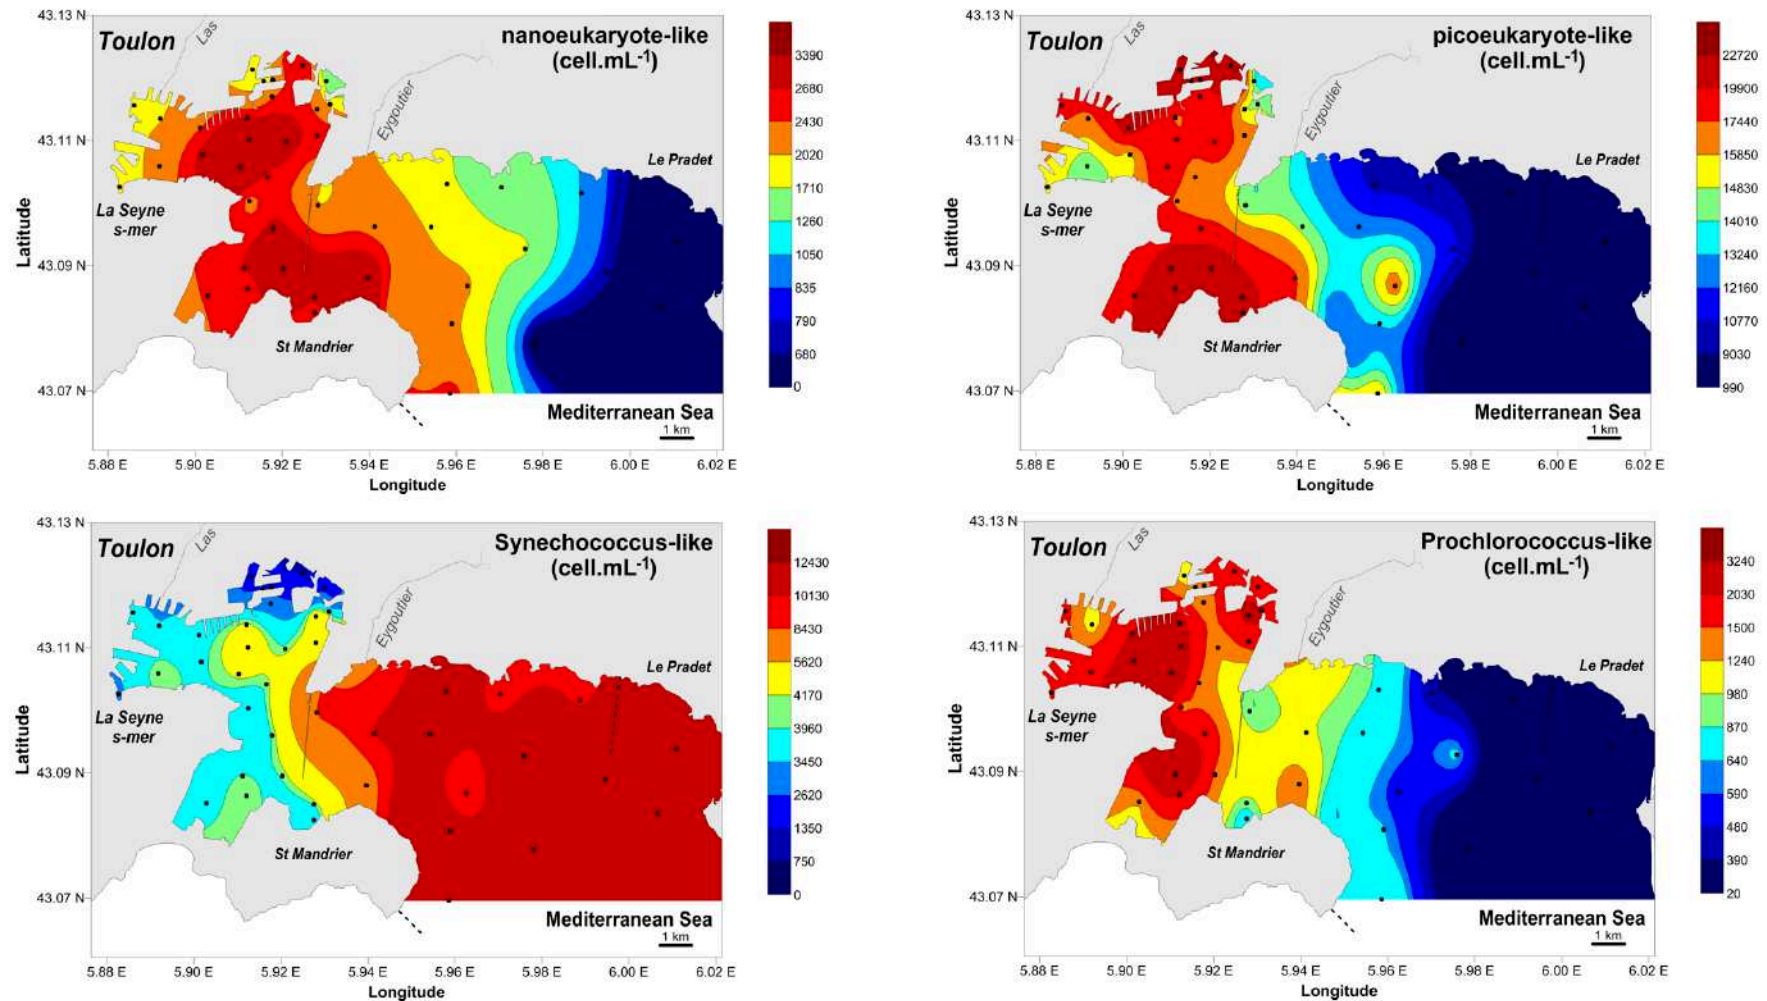 43.13 N
Toulon
Las
nanoeukaryote-like
(cell.mL-1)
Eygoutier
43.11 N
Le Pradet
La Seyne
s-mer
Latitude
43.09 N
St Mandrier
43.07 N
Mediterranean Sea
1 km
5.88 E 5.90 E 5.92 E 5.94 E 5.96 E 5.98 E 6.00 E 6.02 E
Longitude
3390
2680
2430
2020
1710
1260
1050
835
790
680
0
43.13 N
Toulon
Las
picoeukaryote-like
(cell.mL-1)
Eygoutier
43.11 N
Le Pradet
La Seyne
s-mer
Latitude
43.09 N
St Mandrier
43.07 N
Mediterranean Sea
1 km
5.88 E 5.90 E 5.92 E 5.94 E 5.96 E 5.98 E 6.00 E 6.02 E
Longitude
22720
19900
17440
15850
14830
14010
13240
12160
10770
9030
990
43.13 N
Toulon
Las
Synechococcus-like
(cell.mL-1)
Eygoutier
43.11 N
Le Pradet
La Seyne
s-mer
Latitude
43.09 N
St Mandrier
43.07 N
Mediterranean Sea
1 km
5.88 E 5.90 E 5.92 E 5.94 E 5.96 E 5.98 E 6.00 E 6.02 E
Longitude
12430
10130
8430
5620
4170
3960
3450
2620
1350
750
0
43.13 N
Toulon
Las
Prochlorococcus-like
(cell.mL-1)
Eygoutier
43.11 N
Le Pradet
La Seyne
s-mer
Latitude
43.09 N
St Mandrier
43.07 N
Mediterranean Sea
1 km
5.88 E 5.90 E 5.92 E 5.94 E 5.96 E 5.98 E 6.00 E 6.02 E
Longitude
3240
2030
1500
1240
980
870
640
590
480
390
20